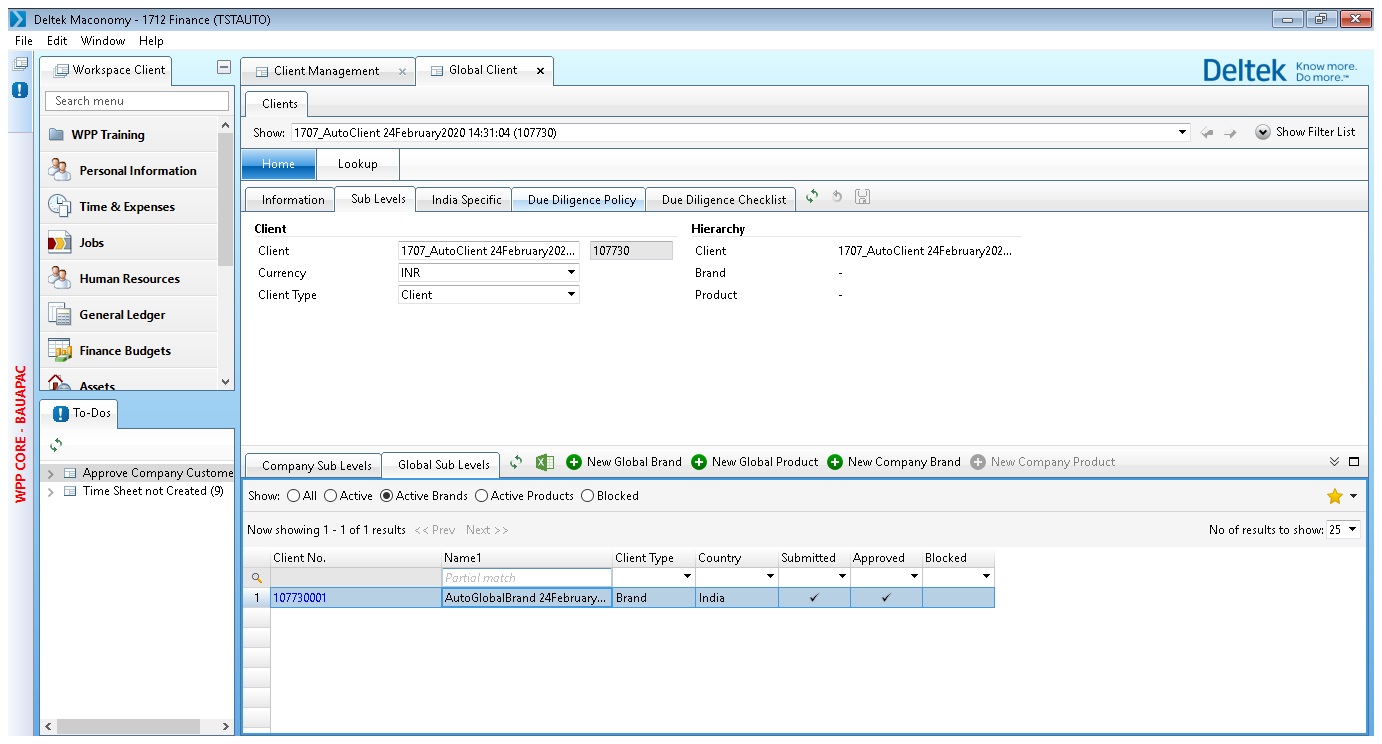 Deltek Maconomy - 1712 Finance (TSTAUTO)
File Edit Window Help
Workspace Client
Client Management
Global Client
Deltek Know more. Do more.™
Search menu
Clients
Show: 1707_AutoClient 24February2020 14:31:04 (107730)
Show Filter List
WPP Training
Personal Information
Time & Expenses
Jobs
Human Resources
General Ledger
Finance Budgets
Assets
Home Lookup
Information Sub Levels India Specific Due Diligence Policy Due Diligence Checklist
Client
Hierarchy
Client 1707_AutoClient 24February202... 107730
Client 1707_AutoClient 24February202...
Currency INR
Brand -
Client Type Client
Product -
WPP CORE - BAUAPAC
To-Dos
Approve Company Custome
Time Sheet not Created (9)
Company Sub Levels Global Sub Levels New Global Brand New Global Product New Company Brand New Company Product
Show: All Active Active Brands Active Products Blocked
Now showing 1 - 1 of 1 results << Prev Next >>
No of results to show: 25
Client No. Name1 Client Type Country Submitted Approved Blocked
Partial match
1 107730001 AutoGlobalBrand 24February... Brand India ✓ ✓